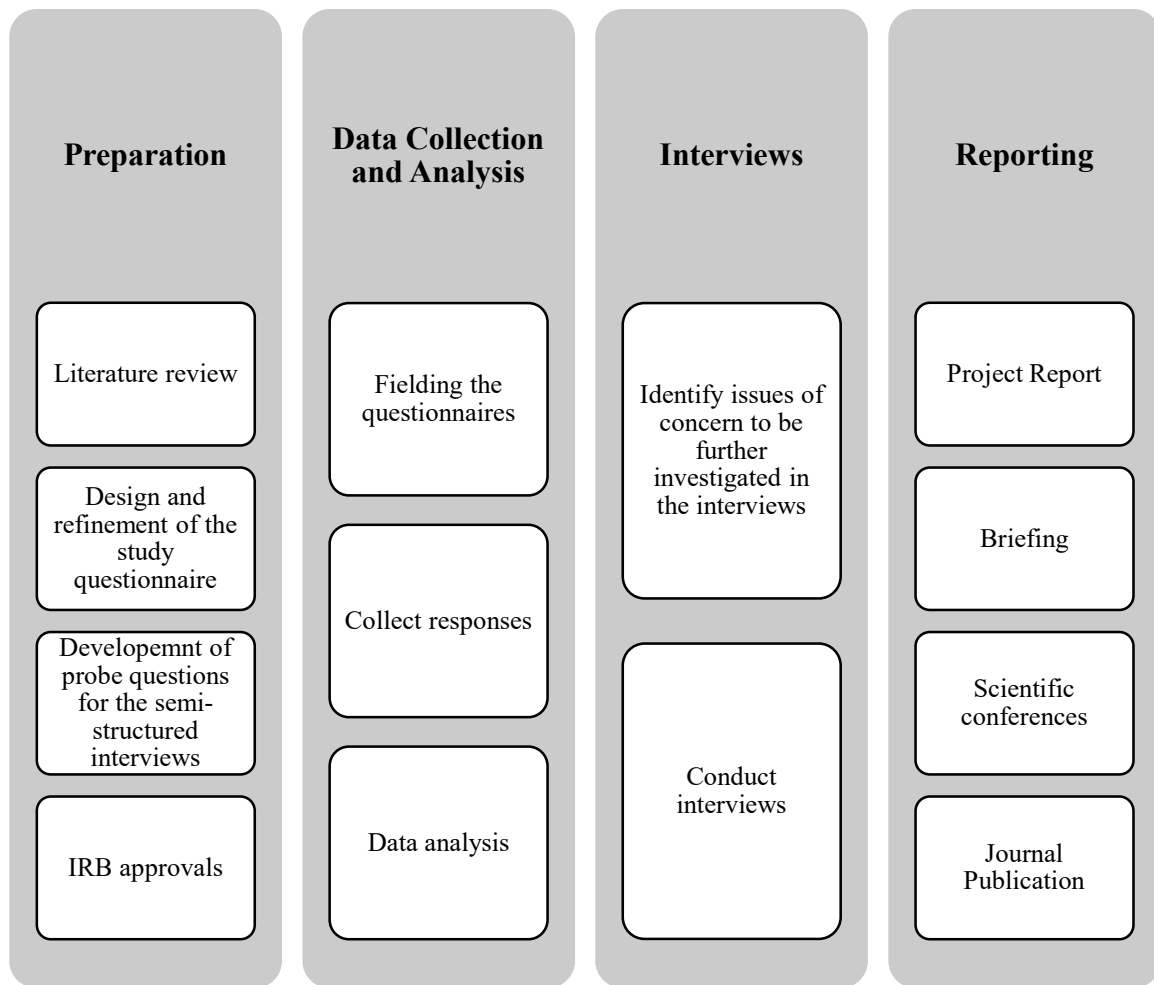 Preparation
Literature review
Design and
refinement of the
study
questionnaire
Developemnt of
probe questions
for the semi-
structured
interviews
IRB approvals
Data Collection
and Analysis
Fielding the
questionnaires
Collect responses
Data analysis
Interviews
Identify issues of
concern to be
further
investigated in
the interviews
Conduct
interviews
Reporting
Project Report
Briefing
Scientific
conferences
Journal
Publication